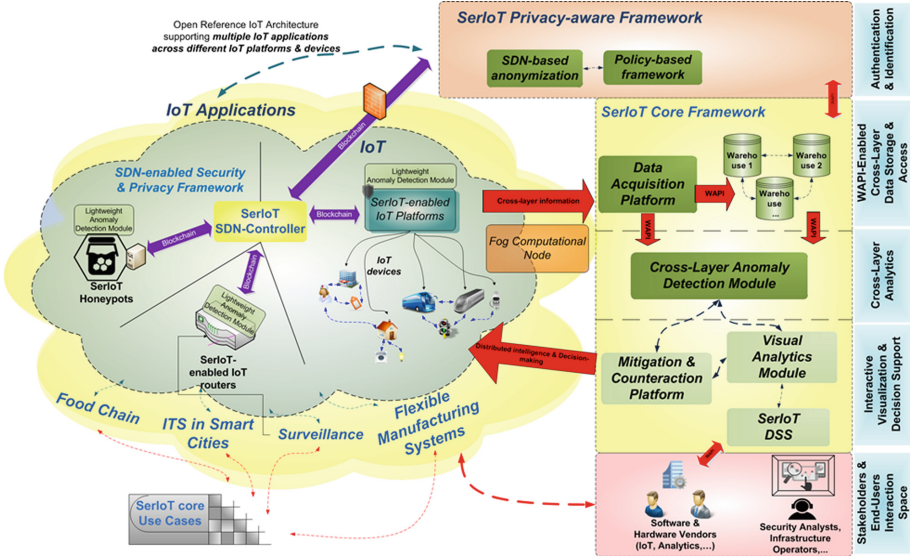 Open Reference IoT Architecture
supporting multiple IoT applications
across different IoT platforms & devices
SerIoT Privacy-aware Framework
SDN-based
anonymization
Policy-based
framework
Authentication
& Identification
IoT Applications
Blockchain
IoT
SDN-enabled Security
& Privacy Framework
Lightweight
Anomaly
Detection Module
SerIoT
Honeypots
Blockchain
SerIoT
SDN-Controller
Blockchain
Lightweight
Anomaly Detection Module
SerIoT-enabled
IoT Platforms
Blockchain
Lightweight
Anomaly
Detection Module
SerIoT-
enabled IoT
routers
IoT
devices
Cross-layer information
Fog Computational
Node
Distributed intelligence & Decision-
making
SerIoT Core Framework
Data
Acquisition
Platform
WAPI
Wareho
use 1
Wareho
use 2
Wareho
use
...
WAPI
WAPI
WAPI-Enabled
Cross-Layer
Data Storage &
Access
Cross-Layer Anomaly
Detection Module
Cross-Layer
Analytics
Mitigation &
Counteraction
Platform
Visual
Analytics
Module
SerIoT
DSS
Interactive
Visualization &
Decision Support
Food Chain
ITS in Smart
Cities
Surveillance
Flexible
Manufacturing
Systems
SerIoT core
Use Cases
Software &
Hardware Vendors
(IoT, Analytics,...)
Security Analysts,
Infrastructure
Operators,...
Stakeholders &
End-Users
Interaction
Space